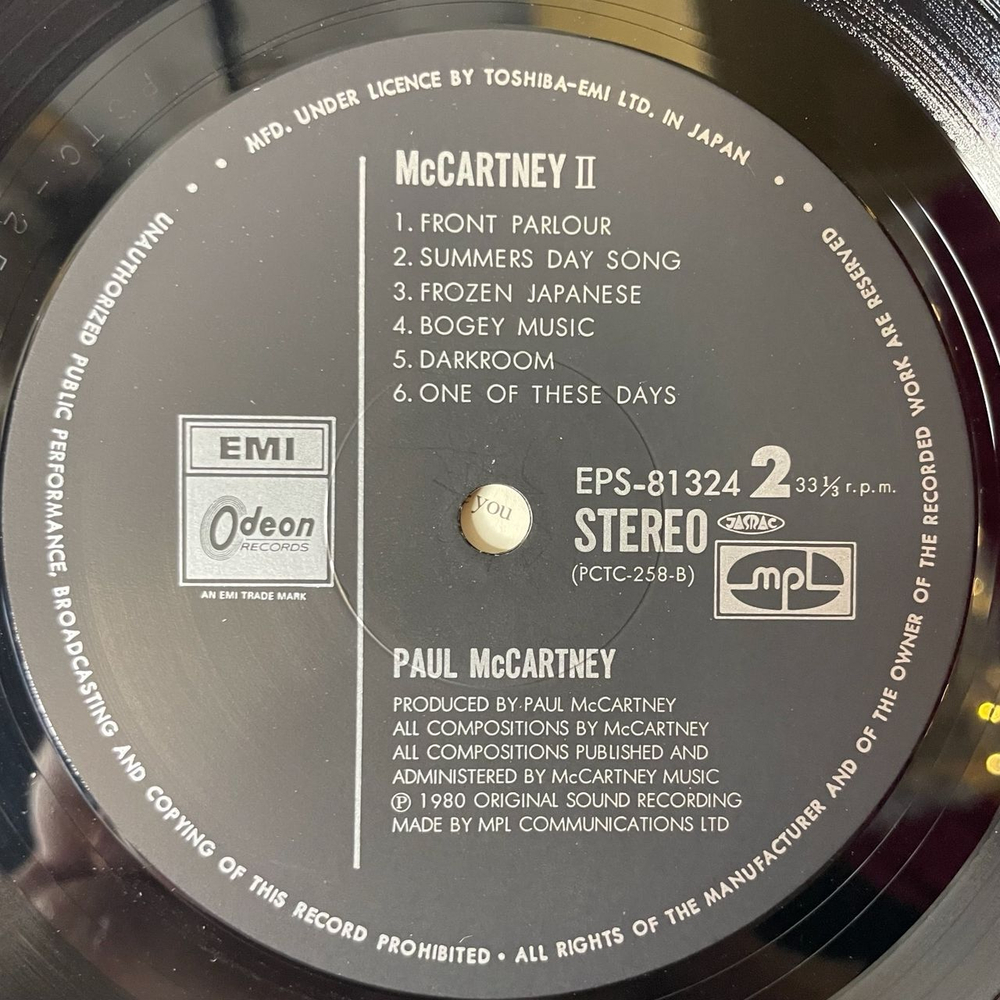 MFD. UNDER LICENCE BY TOSHIBA-EMI LTD. IN JAPAN
McCARTNEY II
1. FRONT PARLOUR
2. SUMMERS DAY SONG
3. FROZEN JAPANESE
4. BOGEY MUSIC
5. DARKROOM
6. ONE OF THESE DAYS
EMI
Odeon
RECORDS
AN EMI TRADE MARK
you
EPS-81324 2 33⅓ r.p.m.
STEREO JASRAC
(PCTC-258-B)
mpl
PAUL McCARTNEY
PRODUCED BY PAUL McCARTNEY
ALL COMPOSITIONS BY McCARTNEY
ALL COMPOSITIONS PUBLISHED AND
ADMINISTERED BY McCARTNEY MUSIC
Ⓟ 1980 ORIGINAL SOUND RECORDING
MADE BY MPL COMMUNICATIONS LTD
UNAUTHORIZED PUBLIC PERFORMANCE, BROADCASTING AND COPYING OF THIS RECORD PROHIBITED • ALL RIGHTS OF THE MANUFACTURER AND OF THE OWNER OF THE RECORDED WORK ARE RESERVED